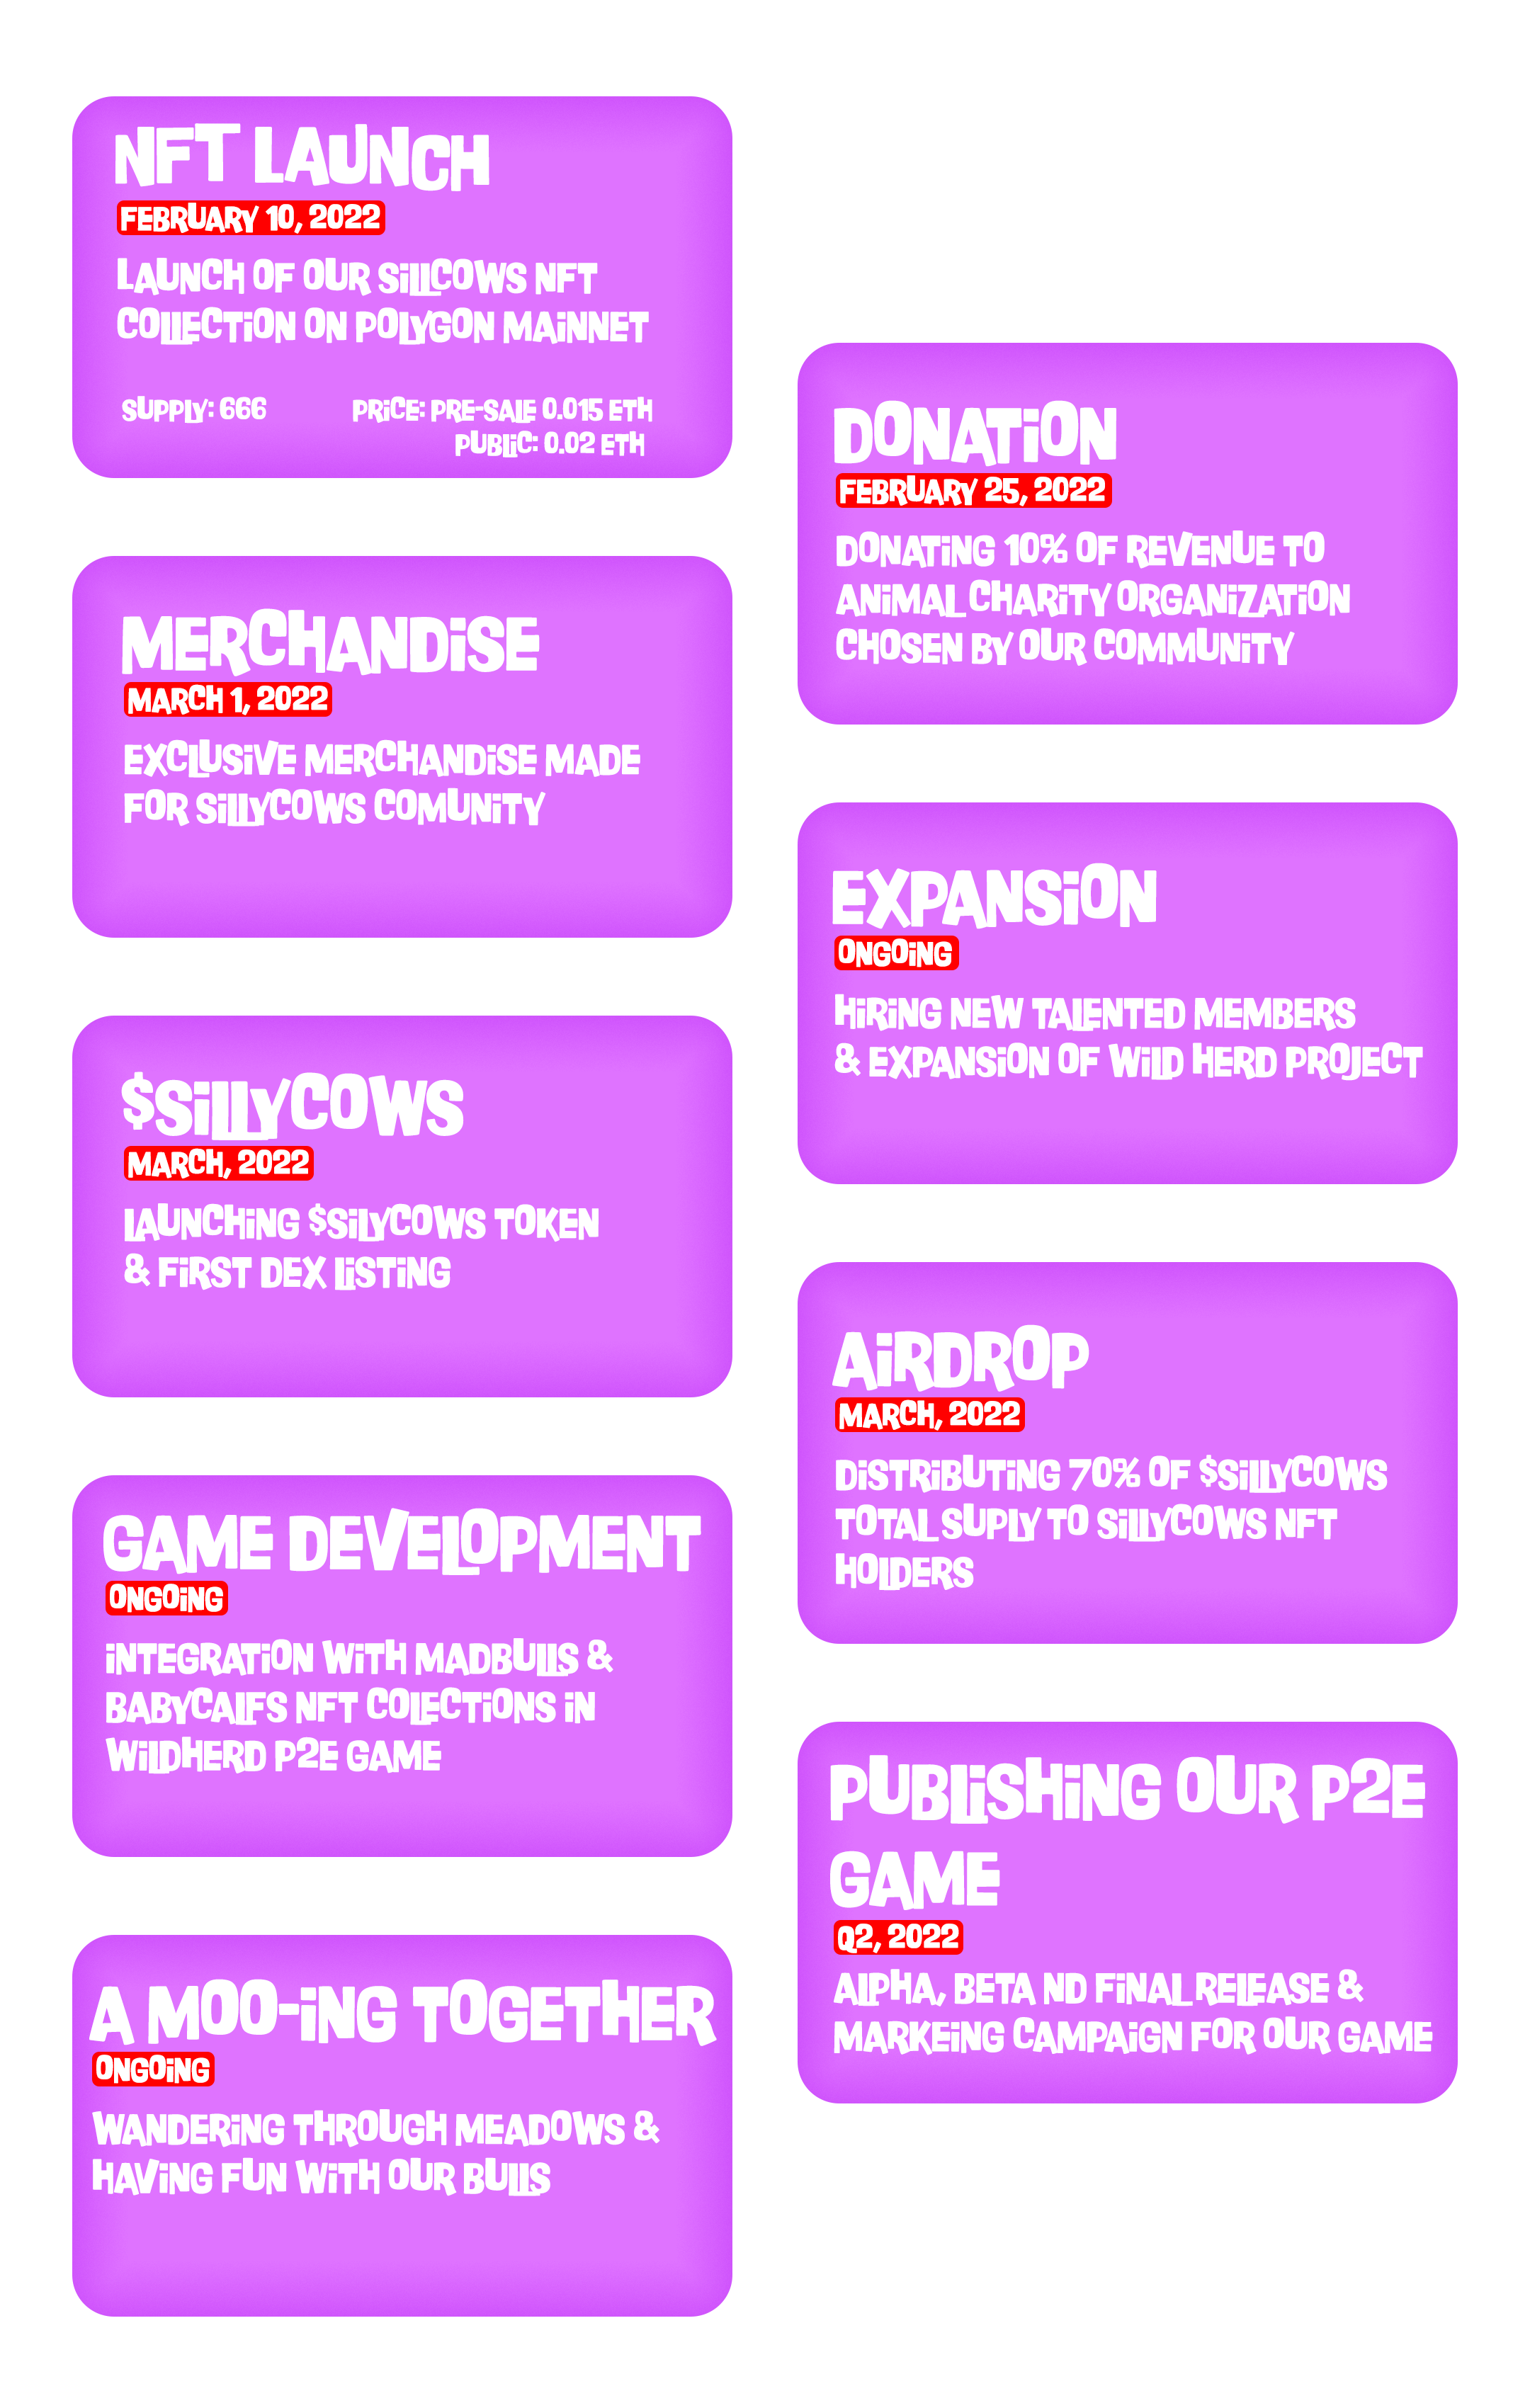 NFT LAUNCH
FEBRUARY 10, 2022
LAUNCH OF OUR SiLLCOWS NFT
COLLECTiON ON POLYGON MAiNNET
SUPPLY: 666
PRiCE: PRE-SALE 0.015 ETH
PUBLiC: 0.02 ETH
DONATiON
FEBRUARY 25, 2022
DONATiNG 10% OF REVENUE TO
ANiMAL CHARiTY ORGANiZATiON
CHOSEN BY OUR COMMUNiTY
MERCHANDiSE
MARCH 1, 2022
EXCLUSiVE MERCHANDiSE MADE
FOR SiLLYCOWS COMUNiTY
EXPANSiON
ONGOiNG
HiRiNG NEW TALENTED MEMBERS
& EXPANSiON OF WiLD HERD PROJECT
$SiLLYCOWS
MARCH, 2022
LAUNCHiNG $SiLYCOWS TOKEN
& FiRST DEX LiSTiNG
AiRDROP
MARCH, 2022
DiSTRiBUTiNG 70% OF $SiLLYCOWS
TOTAL SUPLY TO SiLLYCOWS NFT
HOLDERS
GAME DEVELOPMENT
ONGOiNG
iNTEGRATiON WiTH MADBULLS &
BABYCALFS NFT COLECTiONS iN
WiLDHERD P2E GAME
PUBLiSHiNG OUR P2E
GAME
Q2, 2022
ALPHA, BETA ND FiNAL RELEASE &
MARKEiNG CAMPAiGN FOR OUR GAME
A MOO-iNG TOGETHER
ONGOiNG
WANDERiNG THROUGH MEADOWS &
HAViNG FUN WiTH OUR BULLS